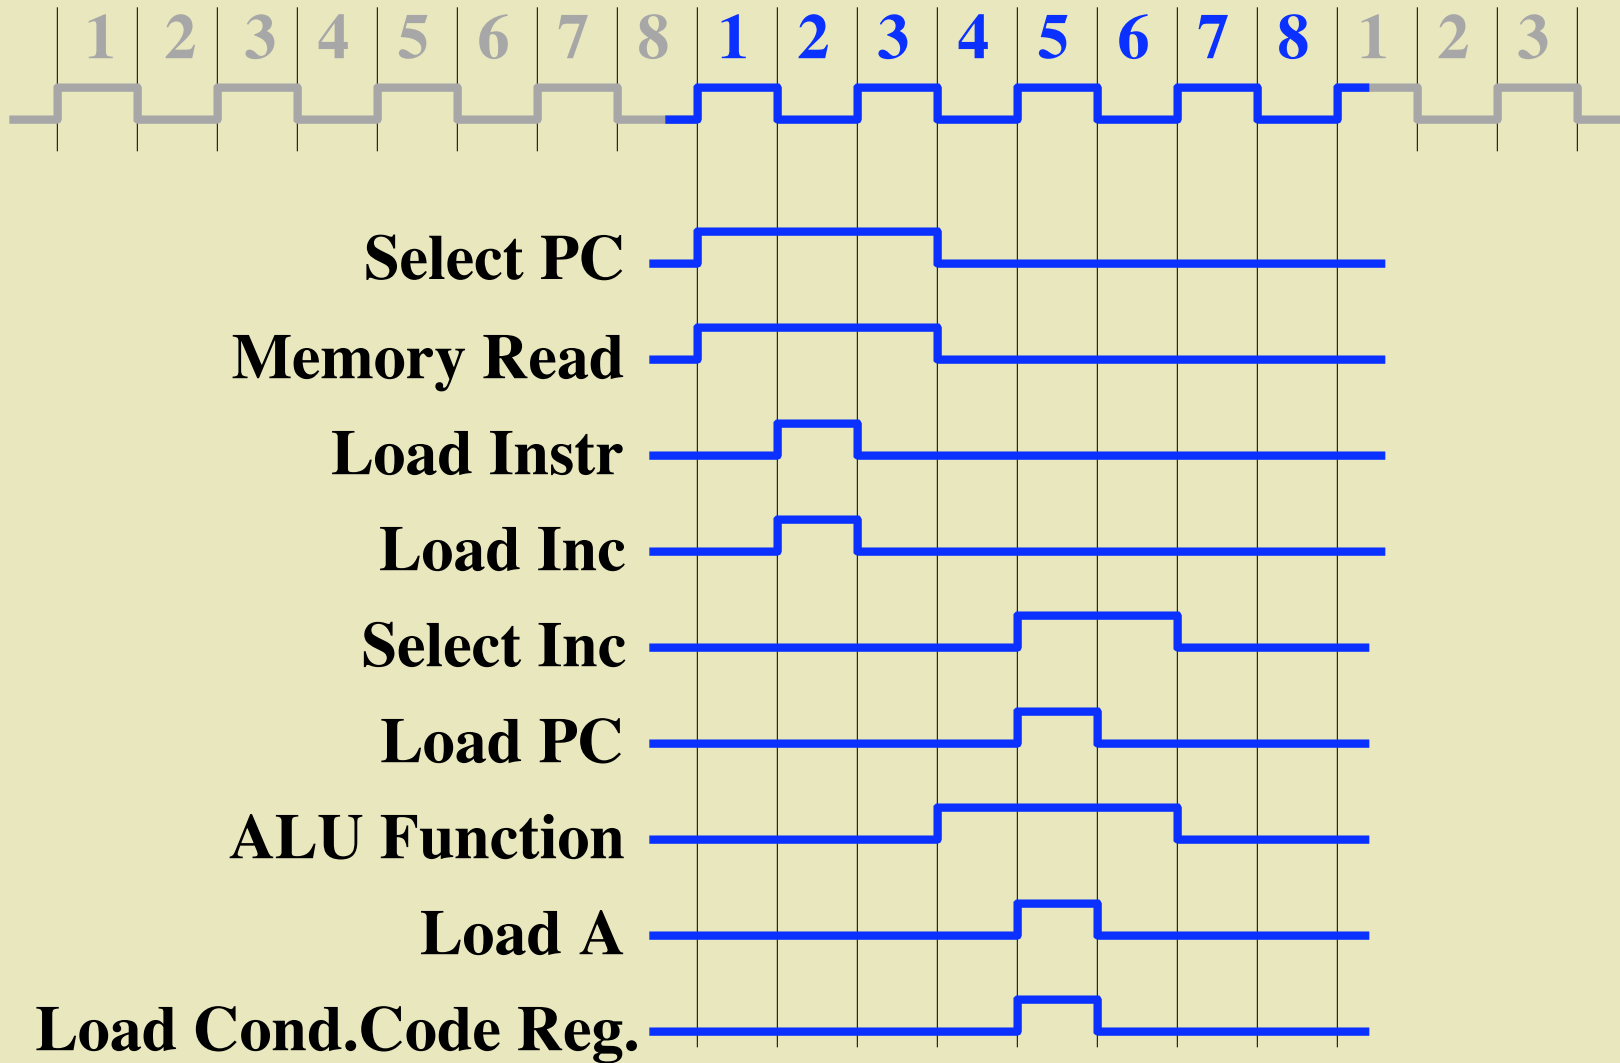 1 2 3 4 5 6 7 8 1 2 3 4 5 6 7 8 1 2 3
Select PC
Memory Read
Load Instr
Load Inc
Select Inc
Load PC
ALU Function
Load A
Load Cond.Code Reg.